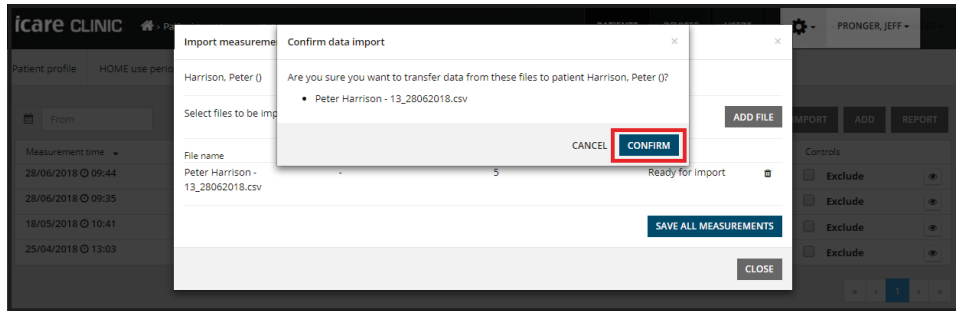 icare CLINIC
PATIENTS DEVICES USERS
PRONGER, JEFF
Patient profile HOME use perio
Import measureme
Confirm data import × ×
Harrison, Peter ()
Are you sure you want to transfer data from these files to patient Harrison, Peter ()?
• Peter Harrison - 13_28062018.csv
Select files to be imp
ADD FILE
CANCEL CONFIRM
From
IMPORT ADD REPORT
Measurement time
File name
Controls
28/06/2018 09:44
Peter Harrison - 13_28062018.csv - 5 Ready for import
Exclude
28/06/2018 09:35
Exclude
18/05/2018 10:41
SAVE ALL MEASUREMENTS
Exclude
25/04/2018 13:03
Exclude
CLOSE
« ‹ 1 › »